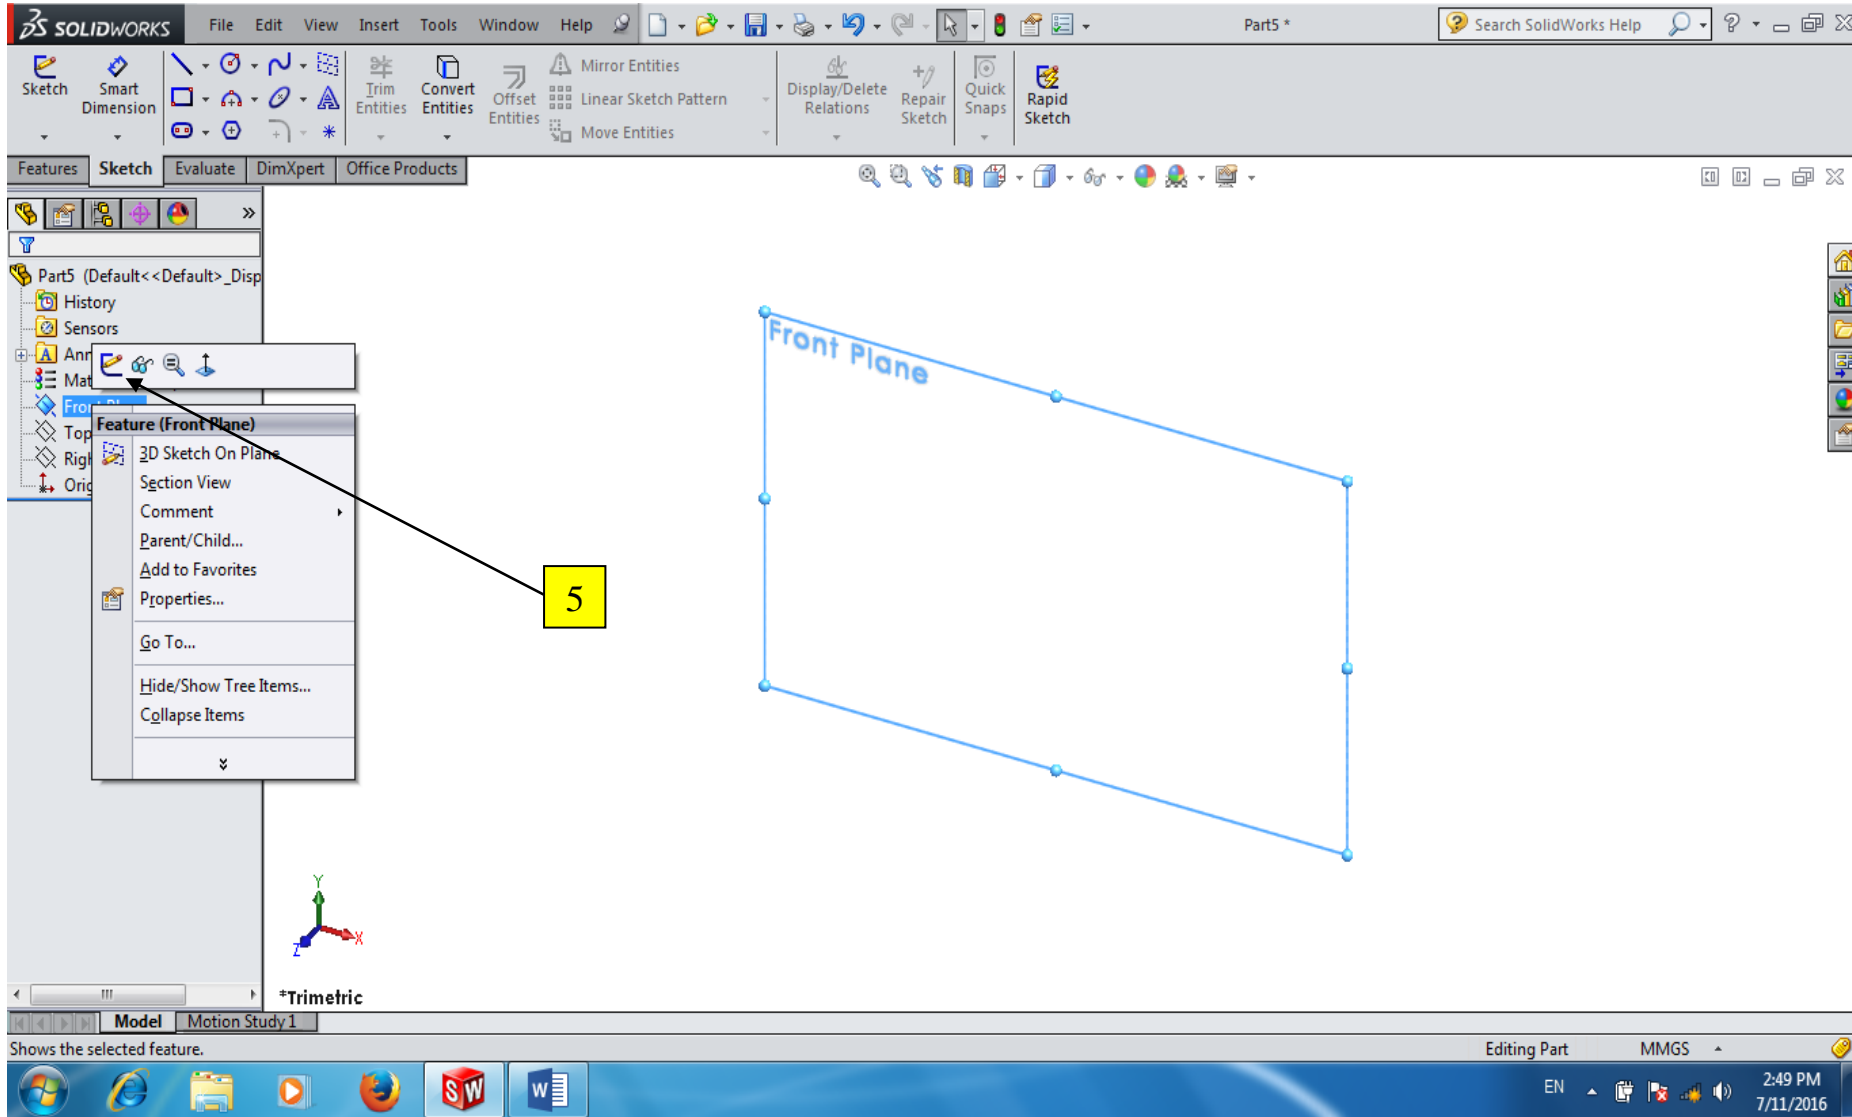 SOLIDWORKS File Edit View Insert Tools Window Help Part5 * Search SolidWorks Help
Sketch Smart Dimension Trim Entities Convert Entities Offset Entities Mirror Entities
Linear Sketch Pattern
Move Entities
Display/Delete Relations Repair Sketch Quick Snaps Rapid Sketch
Features Sketch Evaluate DimXpert Office Products
Part5 (Default<<Default>_Disp
History
Sensors
Ann
Mat
Feature (Front Plane)
Top
Righ
Orig
3D Sketch On Plane
Section View
Comment
Parent/Child...
Add to Favorites
Properties...
Go To...
Hide/Show Tree Items...
Collapse Items
5
Front Plane
Y
X
Z
*Trimetric
Model Motion Study 1
Shows the selected feature. Editing Part MMGS
EN 2:49 PM
7/11/2016